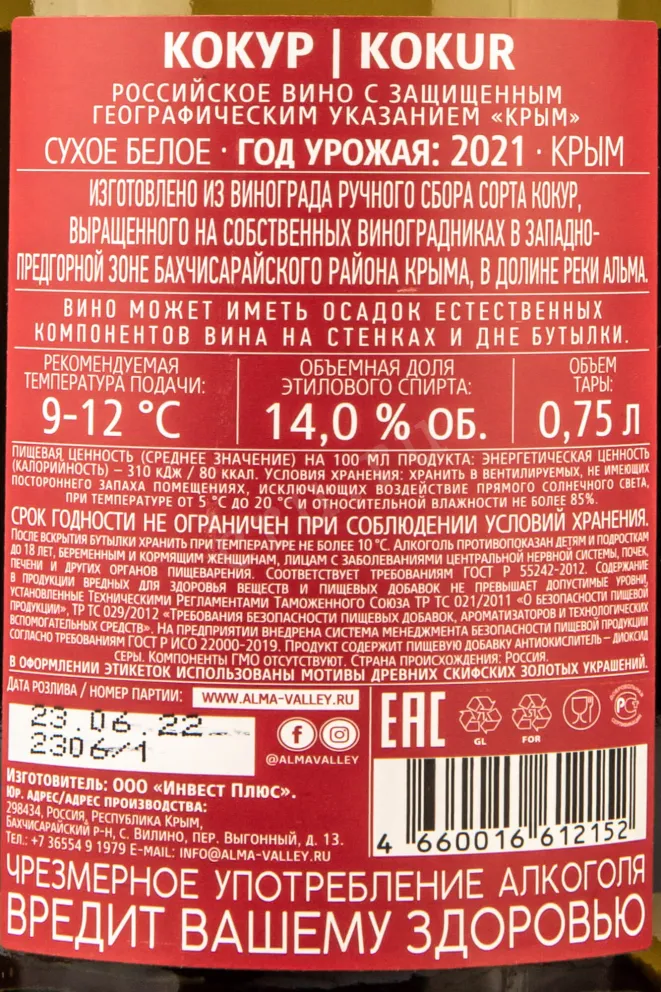 КОКУР | KOKUR
РОССИЙСКОЕ ВИНО С ЗАЩИЩЕННЫМ
ГЕОГРАФИЧЕСКИМ УКАЗАНИЕМ «КРЫМ»
СУХОЕ БЕЛОЕ · ГОД УРОЖАЯ: 2021 · КРЫМ
ИЗГОТОВЛЕНО ИЗ ВИНОГРАДА РУЧНОГО СБОРА СОРТА КОКУР,
ВЫРАЩЕННОГО НА СОБСТВЕННЫХ ВИНОГРАДНИКАХ В ЗАПАДНО-
ПРЕДГОРНОЙ ЗОНЕ БАХЧИСАРАЙСКОГО РАЙОНА КРЫМА, В ДОЛИНЕ РЕКИ АЛЬМА.
ВИНО МОЖЕТ ИМЕТЬ ОСАДОК ЕСТЕСТВЕННЫХ
КОМПОНЕНТОВ ВИНА НА СТЕНКАХ И ДНЕ БУТЫЛКИ.
РЕКОМЕНДУЕМАЯ
ТЕМПЕРАТУРА ПОДАЧИ:
9-12 °C
ОБЪЕМНАЯ ДОЛЯ
ЭТИЛОВОГО СПИРТА:
14,0 % ОБ.
ОБЪЕМ
ТАРЫ:
0,75 Л
ПИЩЕВАЯ ЦЕННОСТЬ (СРЕДНЕЕ ЗНАЧЕНИЕ) НА 100 МЛ ПРОДУКТА: ЭНЕРГЕТИЧЕСКАЯ ЦЕННОСТЬ
(КАЛОРИЙНОСТЬ) – 310 КДЖ / 80 ККАЛ. УСЛОВИЯ ХРАНЕНИЯ: ХРАНИТЬ В ВЕНТИЛИРУЕМЫХ, НЕ ИМЕЮЩИХ
ПОСТОРОННЕГО ЗАПАХА ПОМЕЩЕНИЯХ, ИСКЛЮЧАЮЩИХ ВОЗДЕЙСТВИЕ ПРЯМОГО СОЛНЕЧНОГО СВЕТА,
ПРИ ТЕМПЕРАТУРЕ ОТ 5 °C ДО 20 °C И ОТНОСИТЕЛЬНОЙ ВЛАЖНОСТИ НЕ БОЛЕЕ 85%.
СРОК ГОДНОСТИ НЕ ОГРАНИЧЕН ПРИ СОБЛЮДЕНИИ УСЛОВИЙ ХРАНЕНИЯ.
ПОСЛЕ ВСКРЫТИЯ БУТЫЛКИ ХРАНИТЬ ПРИ ТЕМПЕРАТУРЕ НЕ БОЛЕЕ 10 °C. АЛКОГОЛЬ ПРОТИВОПОКАЗАН ДЕТЯМ И ПОДРОСТКАМ
ДО 18 ЛЕТ, БЕРЕМЕННЫМ И КОРМЯЩИМ ЖЕНЩИНАМ, ЛИЦАМ С ЗАБОЛЕВАНИЯМИ ЦЕНТРАЛЬНОЙ НЕРВНОЙ СИСТЕМЫ, ПОЧЕК,
ПЕЧЕНИ И ДРУГИХ ОРГАНОВ ПИЩЕВАРЕНИЯ. СООТВЕТСТВУЕТ ТРЕБОВАНИЯМ ГОСТ Р 55242-2012. СОДЕРЖАНИЕ
В ПРОДУКЦИИ ВРЕДНЫХ ДЛЯ ЗДОРОВЬЯ ВЕЩЕСТВ И ПИЩЕВЫХ ДОБАВОК НЕ ПРЕВЫШАЕТ ДОПУСТИМЫЕ УРОВНИ,
УСТАНОВЛЕННЫЕ ТЕХНИЧЕСКИМИ РЕГЛАМЕНТАМИ ТАМОЖЕННОГО СОЮЗА ТР ТС 021/2011 «О БЕЗОПАСНОСТИ ПИЩЕВОЙ
ПРОДУКЦИИ», ТР ТС 029/2012 «ТРЕБОВАНИЯ БЕЗОПАСНОСТИ ПИЩЕВЫХ ДОБАВОК, АРОМАТИЗАТОРОВ И ТЕХНОЛОГИЧЕСКИХ
ВСПОМОГАТЕЛЬНЫХ СРЕДСТВ». НА ПРЕДПРИЯТИИ ВНЕДРЕНА СИСТЕМА МЕНЕДЖМЕНТА БЕЗОПАСНОСТИ ПИЩЕВОЙ ПРОДУКЦИИ
СОГЛАСНО ТРЕБОВАНИЯМ ГОСТ Р ИСО 22000-2019. ПРОДУКТ СОДЕРЖИТ ПИЩЕВУЮ ДОБАВКУ АНТИОКИСЛИТЕЛЬ – ДИОКСИД
СЕРЫ. КОМПОНЕНТЫ ГМО ОТСУТСТВУЮТ. СТРАНА ПРОИСХОЖДЕНИЯ: РОССИЯ.
В ОФОРМЛЕНИИ ЭТИКЕТОК ИСПОЛЬЗОВАНЫ МОТИВЫ ДРЕВНИХ СКИФСКИХ ЗОЛОТЫХ УКРАШЕНИЙ.
ДАТА РОЗЛИВА / НОМЕР ПАРТИИ:
23.06.22
2306/1
WWW.ALMA-VALLEY.RU
@ALMAVALLEY
EAC
GL
FOR
ИЗГОТОВИТЕЛЬ: ООО «ИНВЕСТ ПЛЮС».
ЮР. АДРЕС/АДРЕС ПРОИЗВОДСТВА:
298434, РОССИЯ, РЕСПУБЛИКА КРЫМ,
БАХЧИСАРАЙСКИЙ Р-Н, С. ВИЛИНО, ПЕР. ВЫГОННЫЙ, Д. 13.
ТЕЛ.: +7 36554 9 1979 E-MAIL: INFO@ALMA-VALLEY.RU
4 660016 612152
ЧРЕЗМЕРНОЕ УПОТРЕБЛЕНИЕ АЛКОГОЛЯ
ВРЕДИТ ВАШЕМУ ЗДОРОВЬЮ